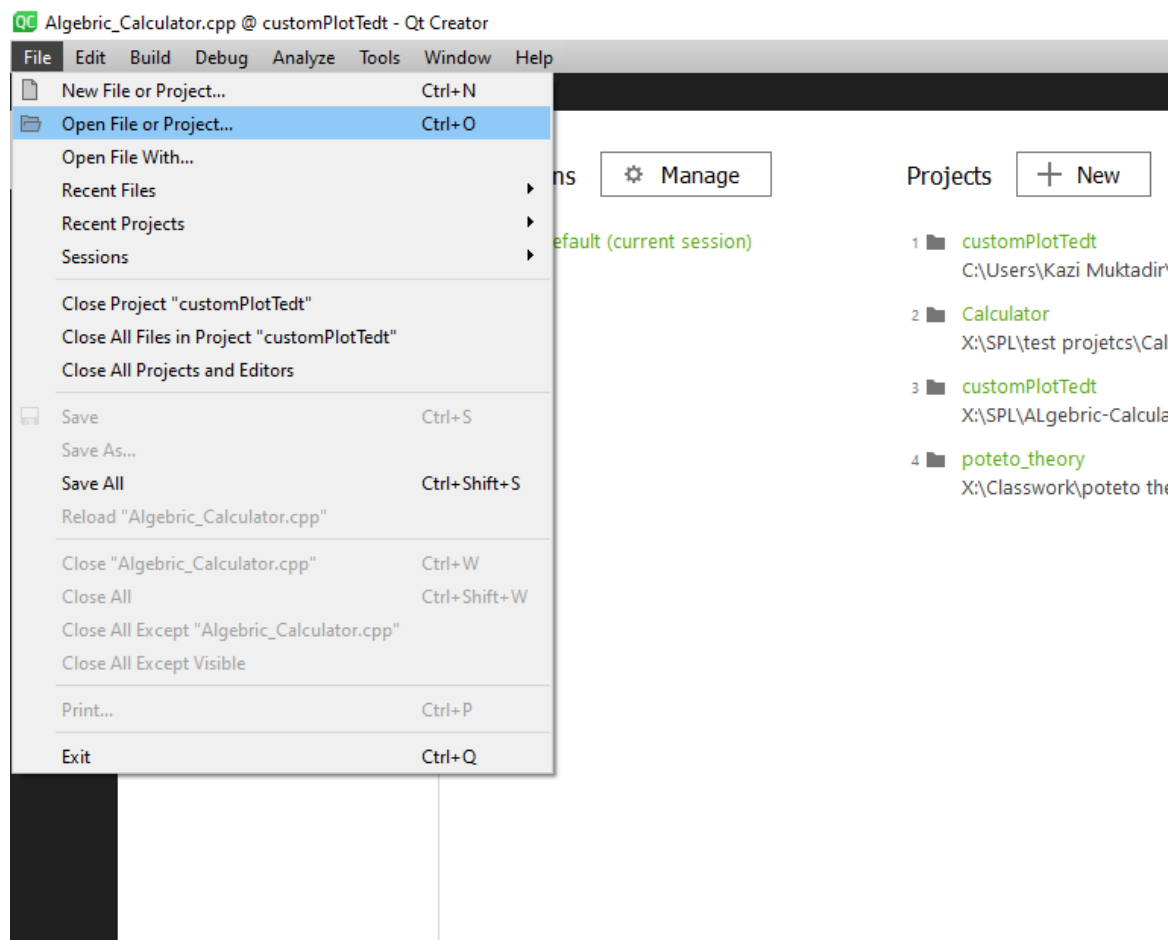 QC Algebric_Calculator.cpp @ customPlotTedt - Qt Creator
File Edit Build Debug Analyze Tools Window Help
New File or Project... Ctrl+N
Open File or Project... Ctrl+O
Open File With...
Recent Files
Recent Projects
Sessions
Close Project "customPlotTedt"
Close All Files in Project "customPlotTedt"
Close All Projects and Editors
Save Ctrl+S
Save As...
Save All Ctrl+Shift+S
Reload "Algebric_Calculator.cpp"
Close "Algebric_Calculator.cpp" Ctrl+W
Close All Ctrl+Shift+W
Close All Except "Algebric_Calculator.cpp"
Close All Except Visible
Print... Ctrl+P
Exit Ctrl+Q
ns Manage
efault (current session)
Projects New
1 customPlotTedt
C:\Users\Kazi Muktadir\
2 Calculator
X:\SPL\test projetcs\Cal
3 customPlotTedt
X:\SPL\ALgebric-Calcula
4 poteto_theory
X:\Classwork\poteto the